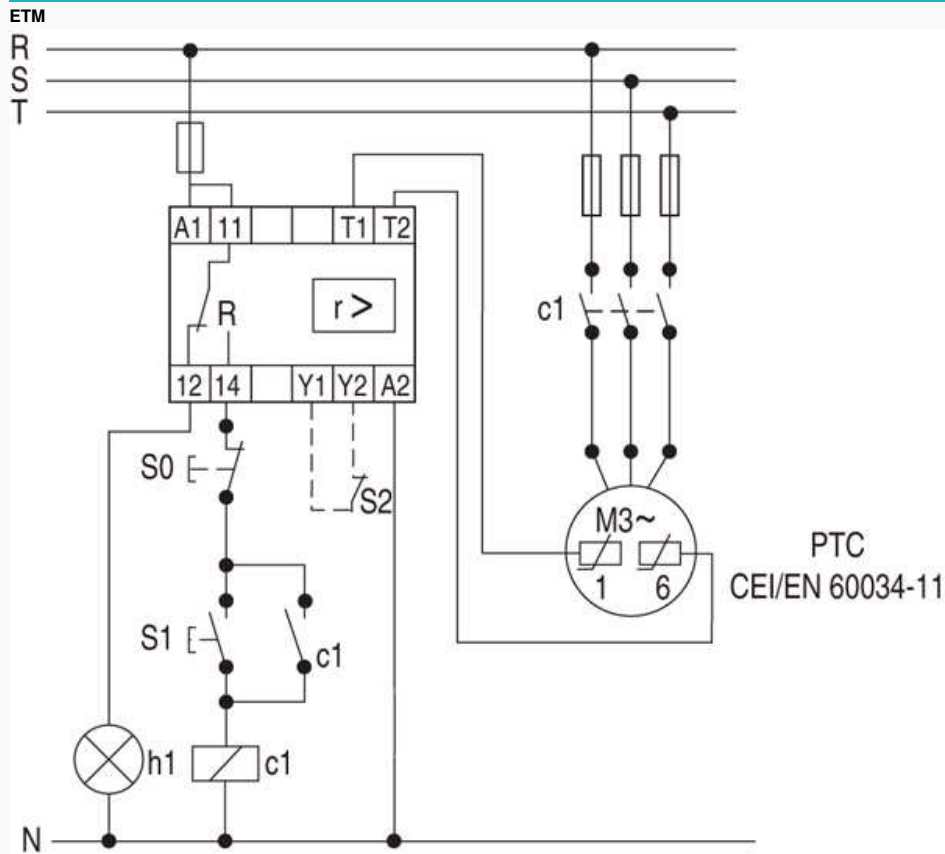 ETM
R
S
T
A1 11 T1 T2
c1
R
r >
12 14 Y1 Y2 A2
S0
S2
M3~
PTC
1 6
CEI/EN 60034-11
S1
c1
h1
c1
N